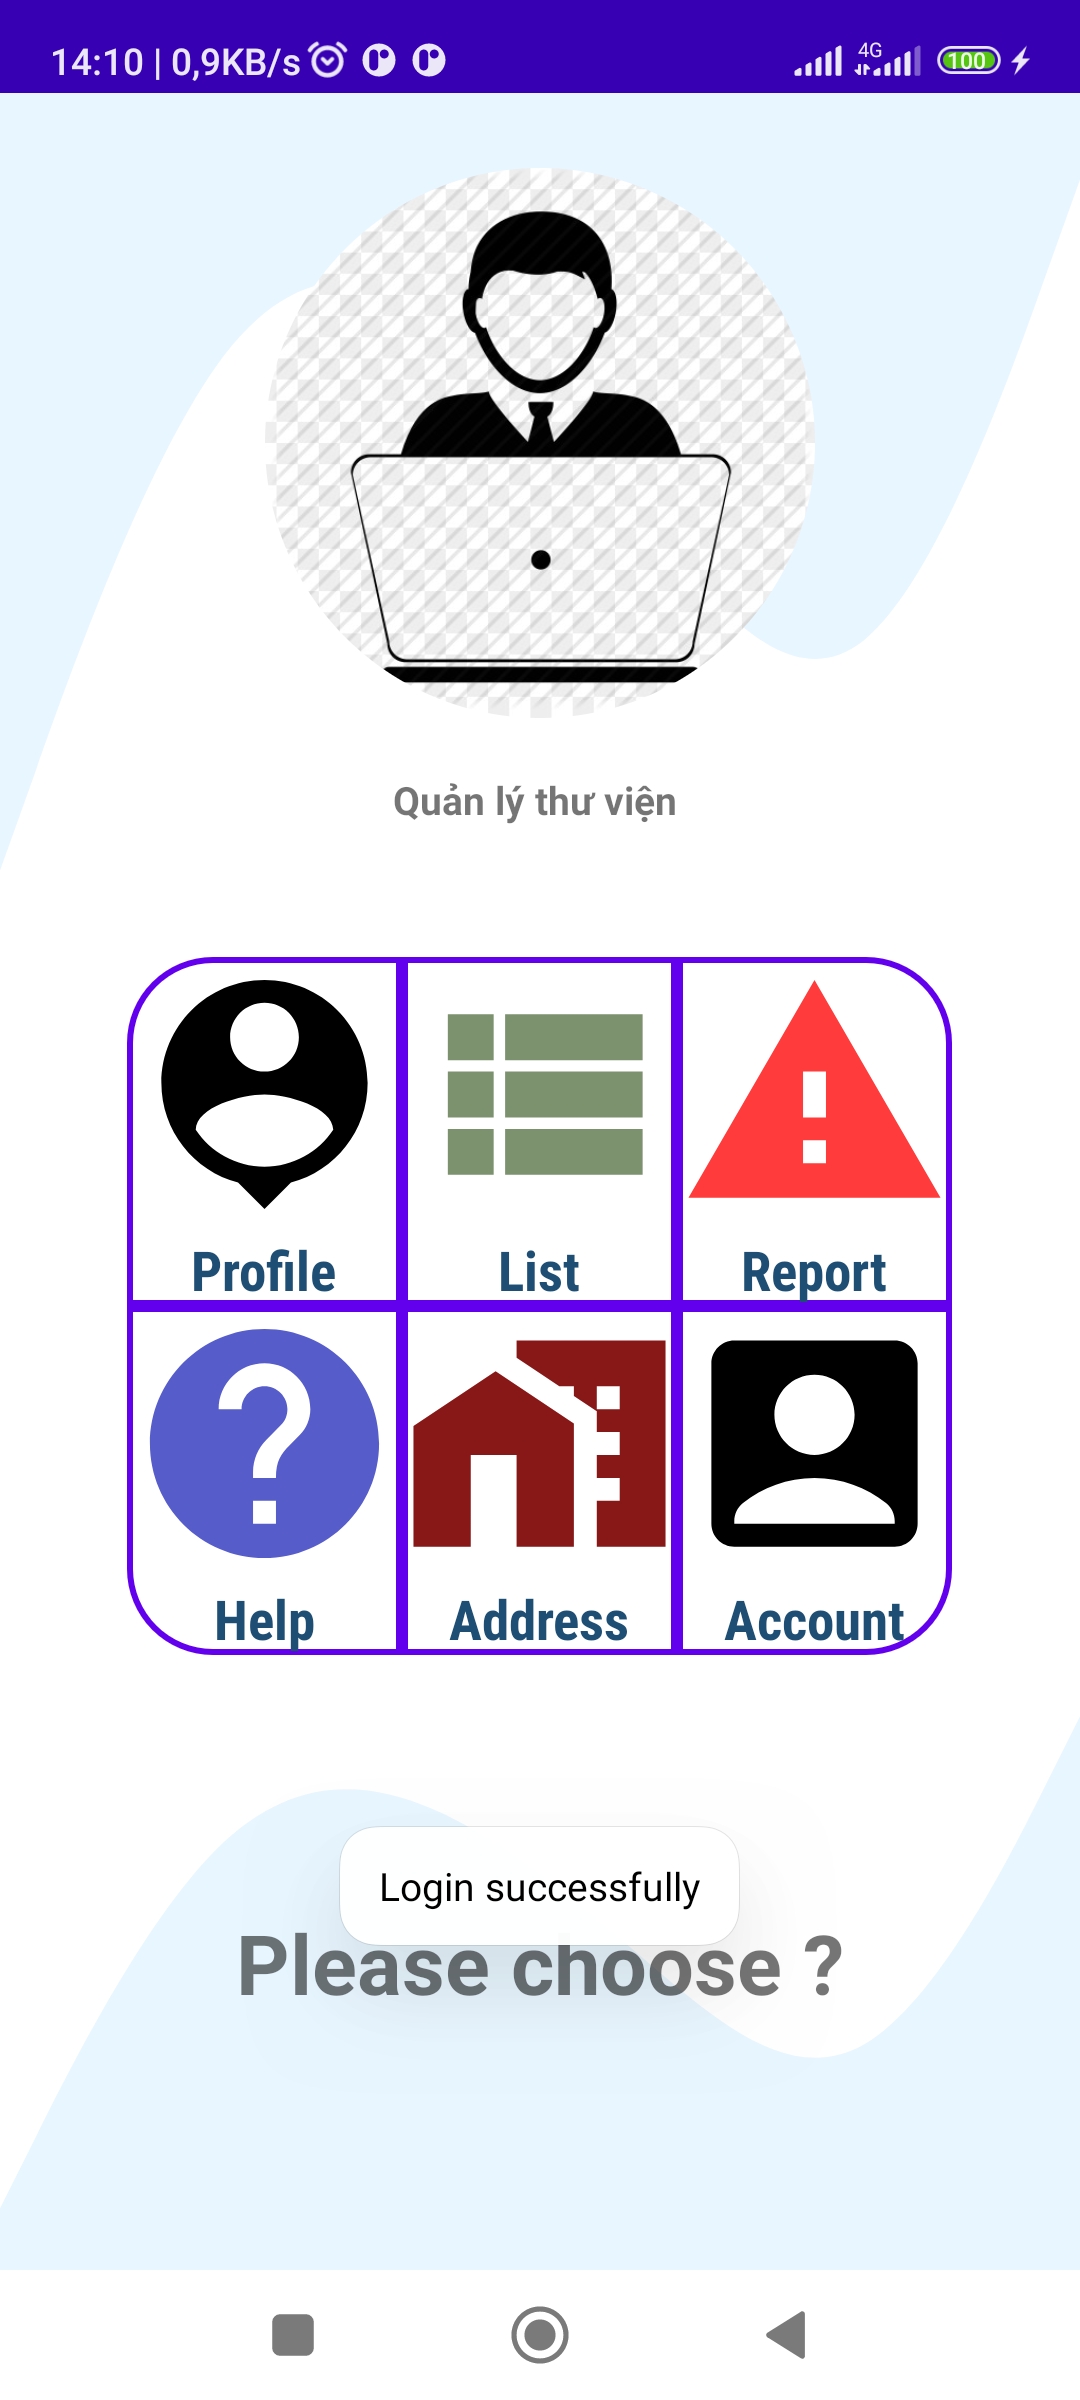 14:10 | 0,9KB/s
4G
100
Quản lý thư viện
Profile List Report
Help Address Account
Login successfully
Please choose ?